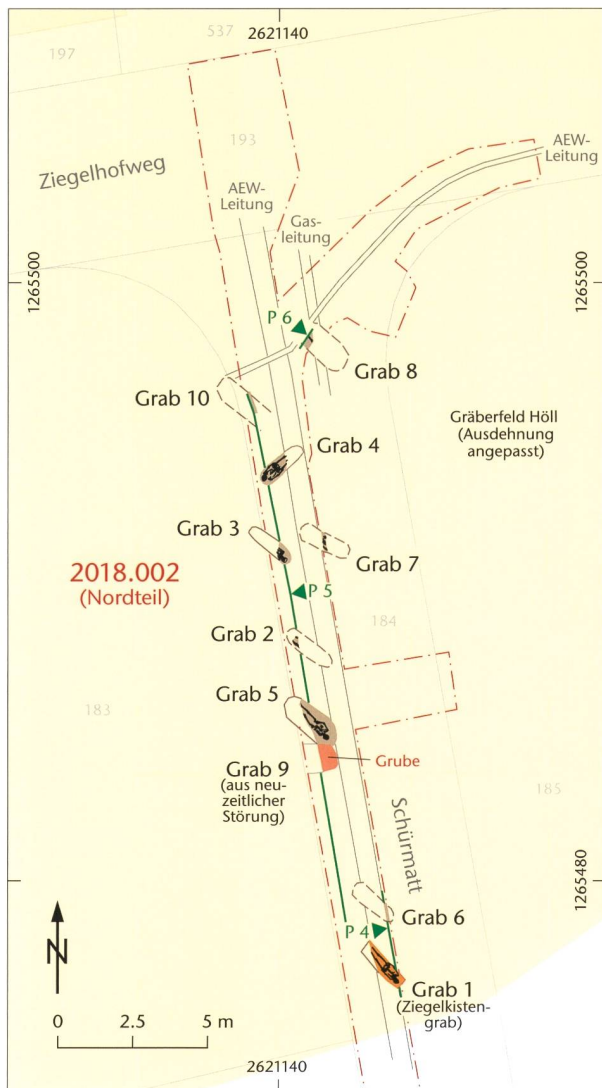 2621140
537
197
193
Ziegelhofweg
AEW-
Leitung
AEW-
Leitung
Gas-
leitung
1265500
1265500
P 6
Grab 8
Grab 10
Gräberfeld Höll
(Ausdehnung
angepasst)
Grab 4
Grab 3
Grab 7
2018.002
(Nordteil)
P 5
184
Grab 2
Grab 5
183
Grube
Grab 9
(aus neu-
zeitlicher
Störung)
185
Schürmatt
1265480
1265480
Grab 6
P 4
N
Grab 1
(Ziegelkisten-
grab)
0 2.5 5 m
2621140